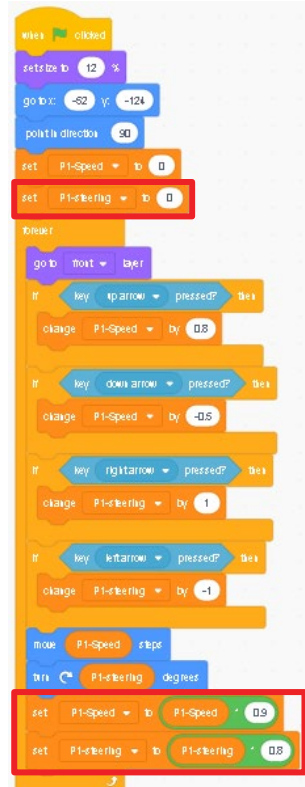 when clicked
set size to 12 %
go to x: -52 y: -124
point in direction 90
set P1-Speed to 0
set P1-steering to 0
forever
go to front layer
if key up arrow pressed? then
change P1-Speed by 0.8
if key down arrow pressed? then
change P1-Speed by -0.5
if key right arrow pressed? then
change P1-steering by 1
if key left arrow pressed? then
change P1-steering by -1
move P1-Speed steps
turn P1-steering degrees
set P1-Speed to P1-Speed * 0.9
set P1-steering to P1-steering * 0.8